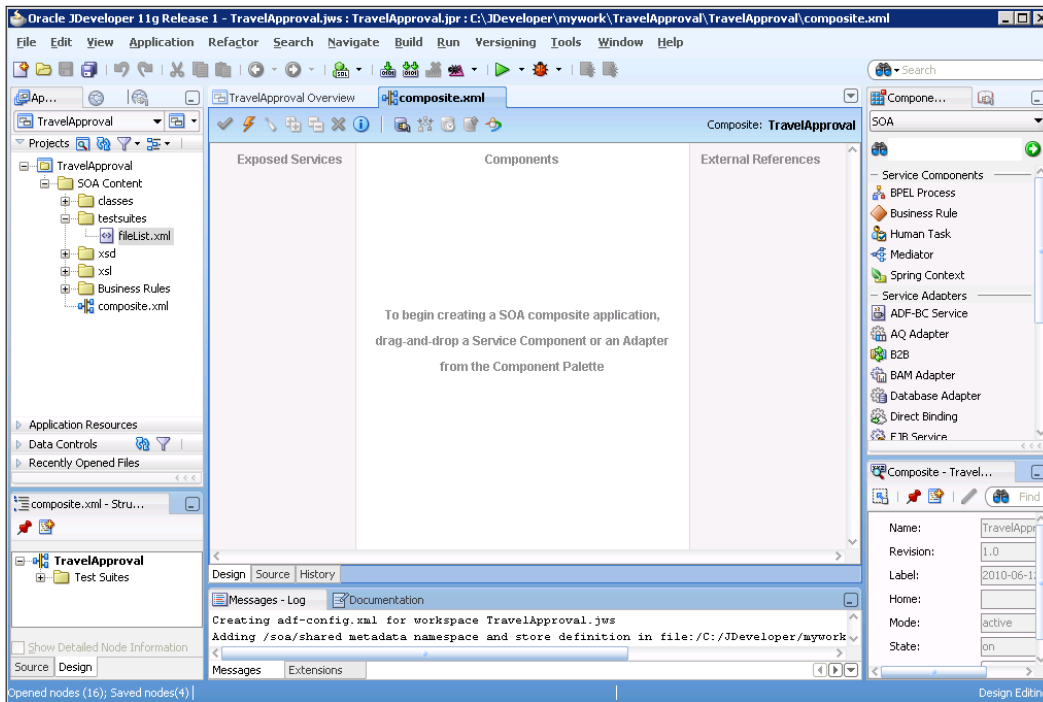 Oracle JDeveloper 11g Release 1 - TravelApproval.jws : TravelApproval.jpr : C:\JDeveloper\mywork\TravelApproval\TravelApproval\composite.xml
File Edit View Application Refactor Search Navigate Build Run Versioning Tools Window Help
Search
Ap...
TravelApproval
Projects
TravelApproval
SOA Content
classes
testsuites
fileList.xml
xsd
xsl
Business Rules
composite.xml
Application Resources
Data Controls
Recently Opened Files
composite.xml - Stru...
TravelApproval
Test Suites
Show Detailed Node Information
Source Design
TravelApproval Overview composite.xml
Composite: TravelApproval
Exposed Services Components External References
To begin creating a SOA composite application,
drag-and-drop a Service Component or an Adapter
from the Component Palette
Design Source History
Messages - Log Documentation
Creating adf-config.xml for workspace TravelApproval.jws
Adding /soa/shared metadata namespace and store definition in file:/C:/JDeveloper/mywork
Messages Extensions
Compone...
SOA
Service Components
BPEL Process
Business Rule
Human Task
Mediator
Spring Context
Service Adapters
ADF-BC Service
AQ Adapter
B2B
BAM Adapter
Database Adapter
Direct Binding
EJB Service
Composite - Travel...
Find
Name: TravelAppr
Revision: 1.0
Label: 2010-06-1
Home:
Mode: active
State: on
Opened nodes (16); Saved nodes(4) Design Editin